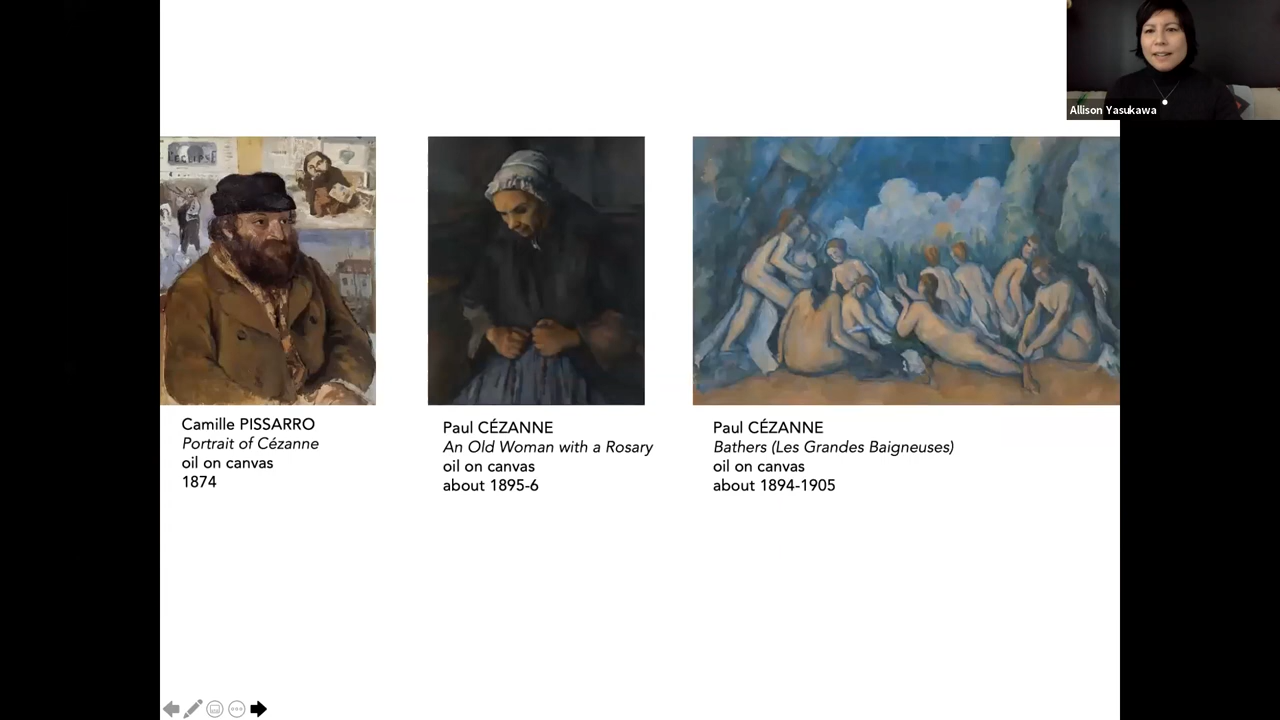 Allison Yasukawa
L'ECLIPSE
Camille PISSARRO
Portrait of Cézanne
oil on canvas
1874
Paul CÉZANNE
An Old Woman with a Rosary
oil on canvas
about 1895-6
Paul CÉZANNE
Bathers (Les Grandes Baigneuses)
oil on canvas
about 1894-1905